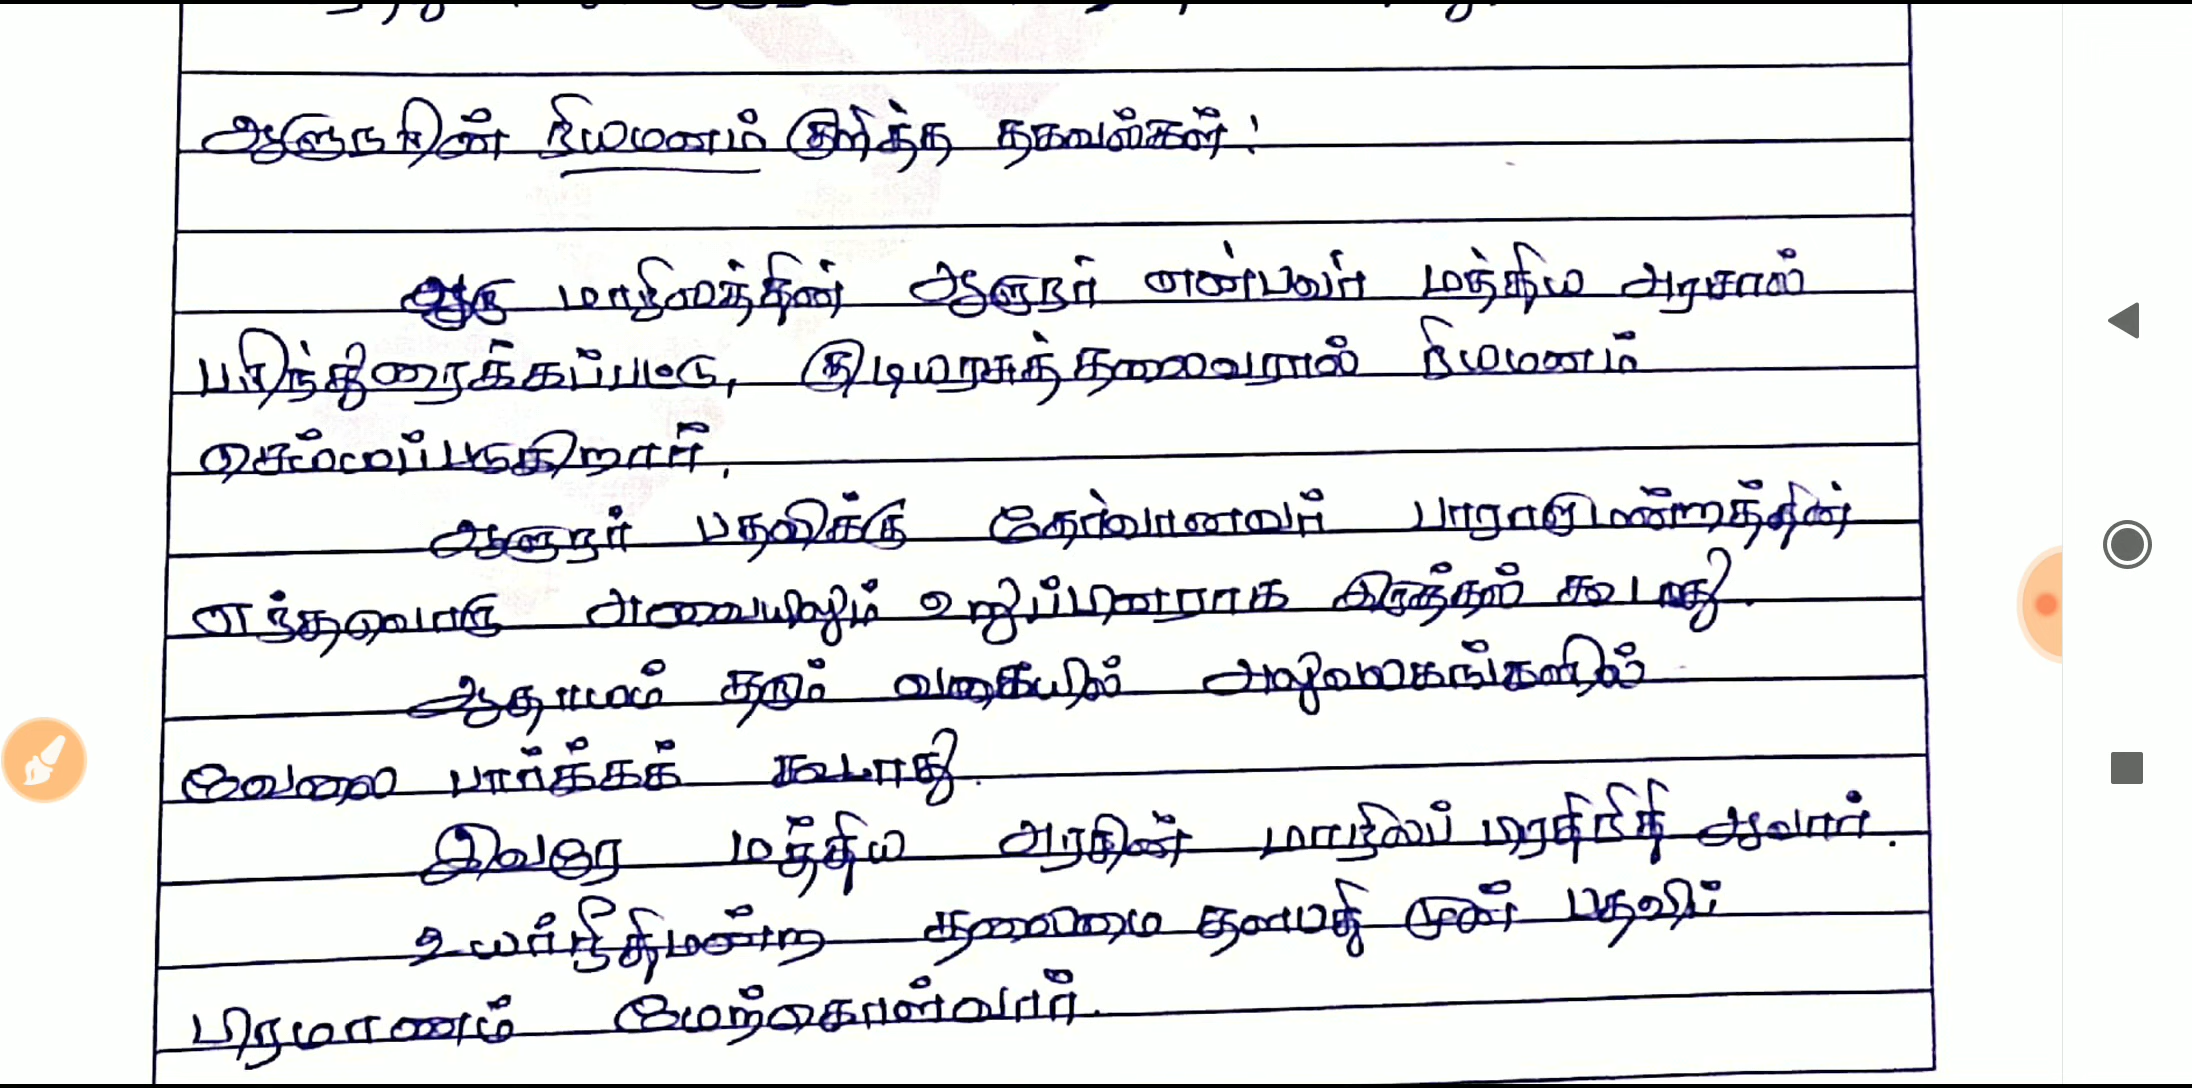 ஆளுநரின் நியமனம் குறித்த தகவல்கள்:
ஒரு மாநிலத்தின் ஆளுநர் என்பவர் மத்திய அரசால்
பரிந்துரைக்கப்பட்டு, குடியரசுத் தலைவரால் நியமனம்
செய்யப்படுகிறார்.
ஆளுநர் பதவிக்கு தேர்வானவர் பாராளுமன்றத்தின்
எந்தவொரு அவையிலும் உறுப்பினராக இருத்தல் கூடாது.
ஆதாயம் தரும் வகையில் அலுவலகங்களில்
வேலை பார்க்கக் கூடாது.
இவரே மத்திய அரசின் மாநிலப் பிரதிநிதி ஆவார்.
உயர்நீதிமன்ற தலைமை நீதிபதி முன் பதவிப்
பிரமாணம் மேற்கொள்வார்.